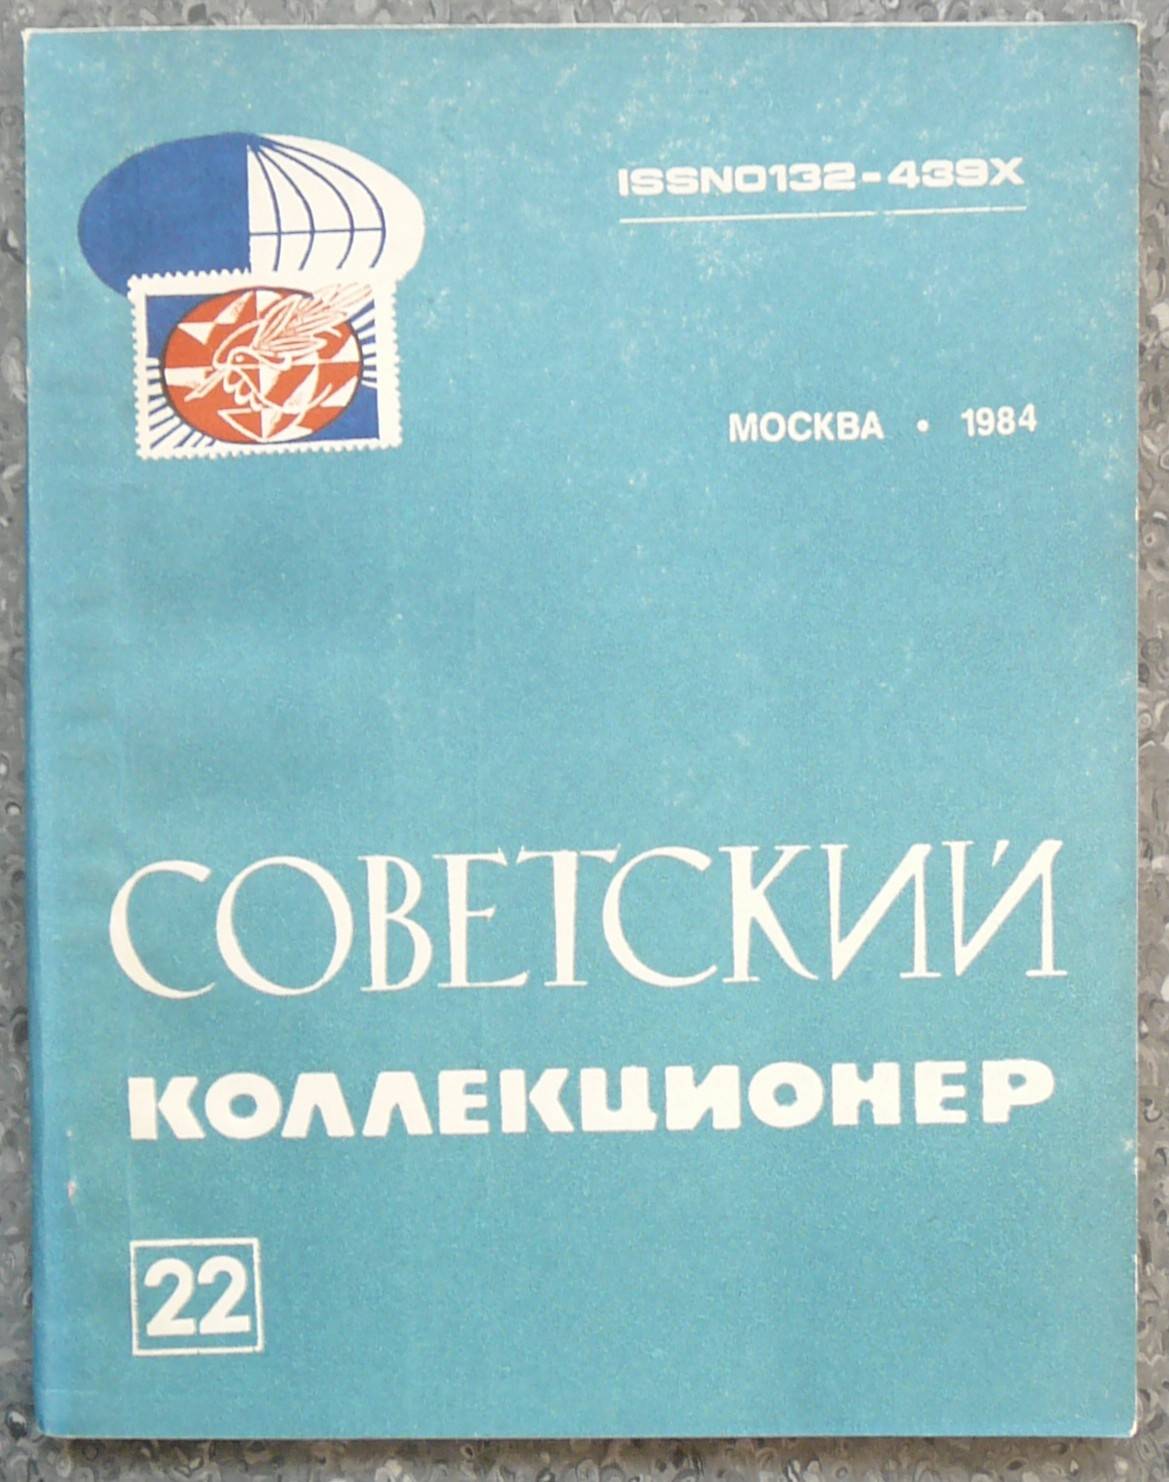 ISSN0132-439X
МОСКВА • 1984
СОВЕТСКИЙ
КОЛЛЕКЦИОНЕР
22